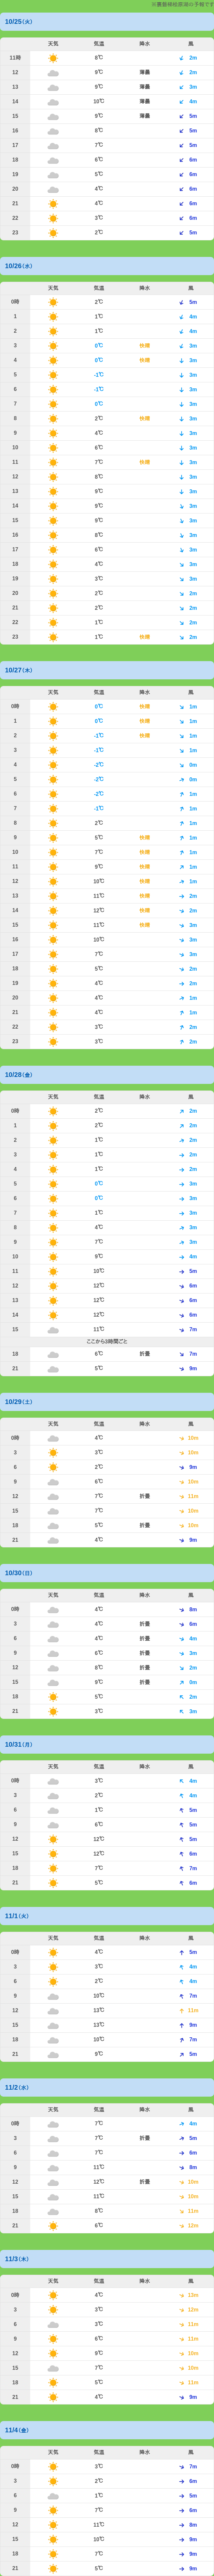 ※農畜様相原湖の予報です
10/25(火)
天気 気温 降水 風
11時 8℃ 2m
12 9℃ 薄曇 2m
13 9℃ 薄曇 3m
14 10℃ 薄曇 4m
15 9℃ 薄曇 5m
16 8℃ 5m
17 7℃ 5m
18 6℃ 6m
19 5℃ 6m
20 4℃ 6m
21 4℃ 6m
22 3℃ 6m
23 2℃ 5m
10/26(水)
天気 気温 降水 風
0時 2℃ 5m
1 1℃ 4m
2 1℃ 4m
3 0℃ 快晴 3m
4 0℃ 快晴 3m
5 -1℃ 3m
6 -1℃ 3m
7 0℃ 3m
8 2℃ 快晴 3m
9 4℃ 3m
10 6℃ 3m
11 7℃ 快晴 3m
12 8℃ 3m
13 9℃ 3m
14 9℃ 3m
15 9℃ 3m
16 8℃ 3m
17 6℃ 3m
18 4℃ 3m
19 3℃ 3m
20 2℃ 2m
21 2℃ 2m
22 1℃ 2m
23 1℃ 快晴 2m
10/27(木)
天気 気温 降水 風
0時 0℃ 快晴 1m
1 0℃ 快晴 1m
2 -1℃ 快晴 1m
3 -1℃ 1m
4 -2℃ 0m
5 -2℃ 0m
6 -2℃ 1m
7 -1℃ 1m
8 2℃ 1m
9 5℃ 快晴 1m
10 7℃ 快晴 1m
11 9℃ 快晴 1m
12 10℃ 快晴 1m
13 11℃ 快晴 2m
14 12℃ 快晴 2m
15 11℃ 快晴 3m
16 10℃ 3m
17 7℃ 3m
18 5℃ 2m
19 4℃ 2m
20 4℃ 1m
21 4℃ 1m
22 3℃ 2m
23 3℃ 2m
10/28(金)
天気 気温 降水 風
0時 2℃ 2m
1 2℃ 2m
2 1℃ 2m
3 1℃ 2m
4 1℃ 2m
5 0℃ 3m
6 0℃ 3m
7 1℃ 3m
8 4℃ 3m
9 7℃ 3m
10 9℃ 4m
11 10℃ 5m
12 12℃ 6m
13 12℃ 6m
14 12℃ 6m
15 11℃ 7m
ここから3時間ごと
18 6℃ 折曇 7m
21 5℃ 9m
10/29(土)
天気 気温 降水 風
0時 4℃ 10m
3 3℃ 10m
6 2℃ 9m
9 6℃ 10m
12 7℃ 折曇 11m
15 7℃ 10m
18 5℃ 折曇 10m
21 4℃ 9m
10/30(日)
天気 気温 降水 風
0時 4℃ 8m
3 4℃ 折曇 6m
6 4℃ 折曇 4m
9 6℃ 折曇 3m
12 8℃ 折曇 2m
15 9℃ 折曇 0m
18 5℃ 2m
21 3℃ 3m
10/31(月)
天気 気温 降水 風
0時 3℃ 4m
3 2℃ 4m
6 1℃ 5m
9 6℃ 5m
12 12℃ 5m
15 12℃ 6m
18 7℃ 7m
21 5℃ 6m
11/1(火)
天気 気温 降水 風
0時 4℃ 5m
3 3℃ 4m
6 2℃ 4m
9 10℃ 7m
12 13℃ 11m
15 13℃ 9m
18 10℃ 7m
21 9℃ 5m
11/2(水)
天気 気温 降水 風
0時 7℃ 4m
3 7℃ 折曇 5m
6 7℃ 6m
9 11℃ 8m
12 12℃ 折曇 10m
15 11℃ 10m
18 8℃ 11m
21 6℃ 12m
11/3(木)
天気 気温 降水 風
0時 4℃ 13m
3 3℃ 12m
6 3℃ 11m
9 6℃ 11m
12 9℃ 10m
15 7℃ 10m
18 5℃ 11m
21 4℃ 9m
11/4(金)
天気 気温 降水 風
0時 3℃ 7m
3 2℃ 6m
6 1℃ 5m
9 7℃ 6m
12 11℃ 8m
15 10℃ 9m
18 7℃ 9m
21 5℃ 9m